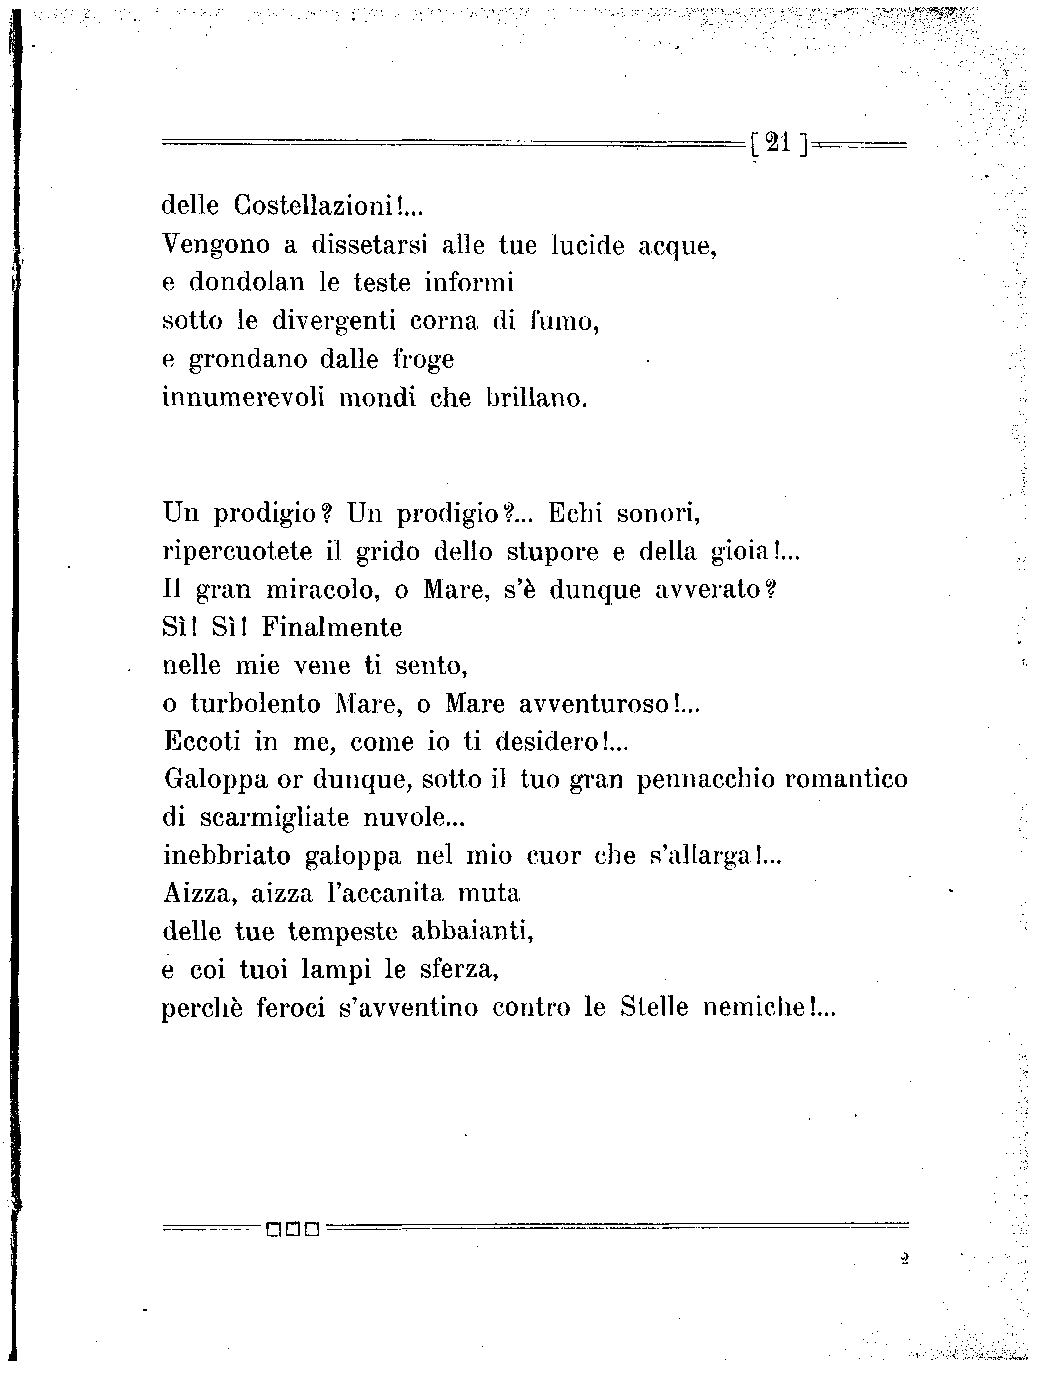 [ 21 ]
delle Costellazioni!...
Vengono a dissetarsi alle tue lucide acque,
e dondolan le teste informi
sotto le divergenti corna di fumo,
e grondano dalle froge
innumerevoli mondi che brillano.
Un prodigio? Un prodigio?... Echi sonori,
ripercuotete il grido dello stupore e della gioia!...
Il gran miracolo, o Mare, s'è dunque avverato?
Sì! Sì! Finalmente
nelle mie vene ti sento,
o turbolento Mare, o Mare avventuroso!...
Eccoti in me, come io ti desidero!...
Galoppa or dunque, sotto il tuo gran pennacchio romantico
di scarmigliate nuvole...
inebbriato galoppa nel mio cuor che s'allarga!...
Aizza, aizza l'accanita muta
delle tue tempeste abbaianti,
e coi tuoi lampi le sferza,
perchè feroci s'avventino contro le Stelle nemiche!...
2